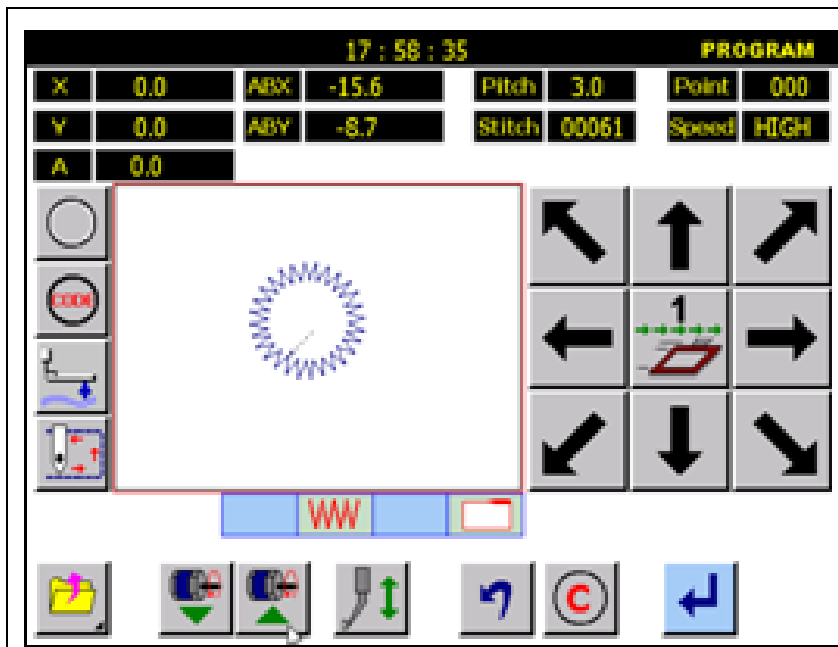 17 : 58 : 35 PROGRAM
X 0.0 ABX -15.6 Pitch 3.0 Point 000
Y 0.0 ABY -8.7 Stitch 00061 Speed HIGH
A 0.0
CODE
1
C